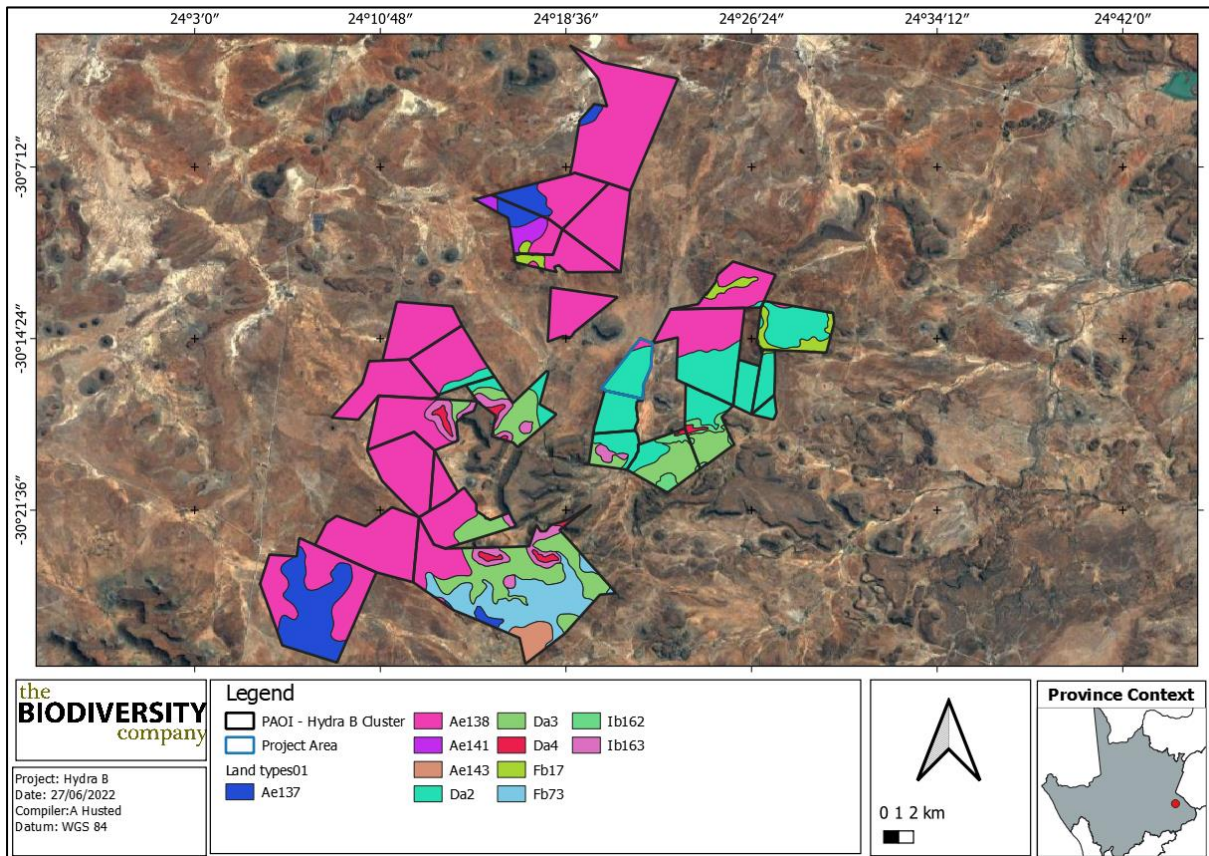 24°3'0" 24°10'48" 24°18'36" 24°26'24" 24°34'12" 24°42'0"
-30°7'12"
-30°14'24"
-30°21'36"
the
BIODIVERSITY
company
Project: Hydra B
Date: 27/06/2022
Compiler:A Husted
Datum: WGS 84
Legend
PAOI - Hydra B Cluster
Project Area
Land types01
Ae137
Ae138
Ae141
Ae143
Da2
Da3
Da4
Fb17
Fb73
Ib162
Ib163
0 1 2 km
Province Context